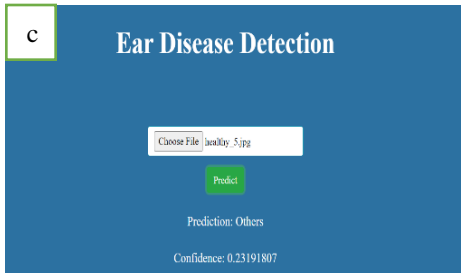 c
Ear Disease Detection
Choose File healthy_5.jpg
Predict
Prediction: Others
Confidence: 0.23191807